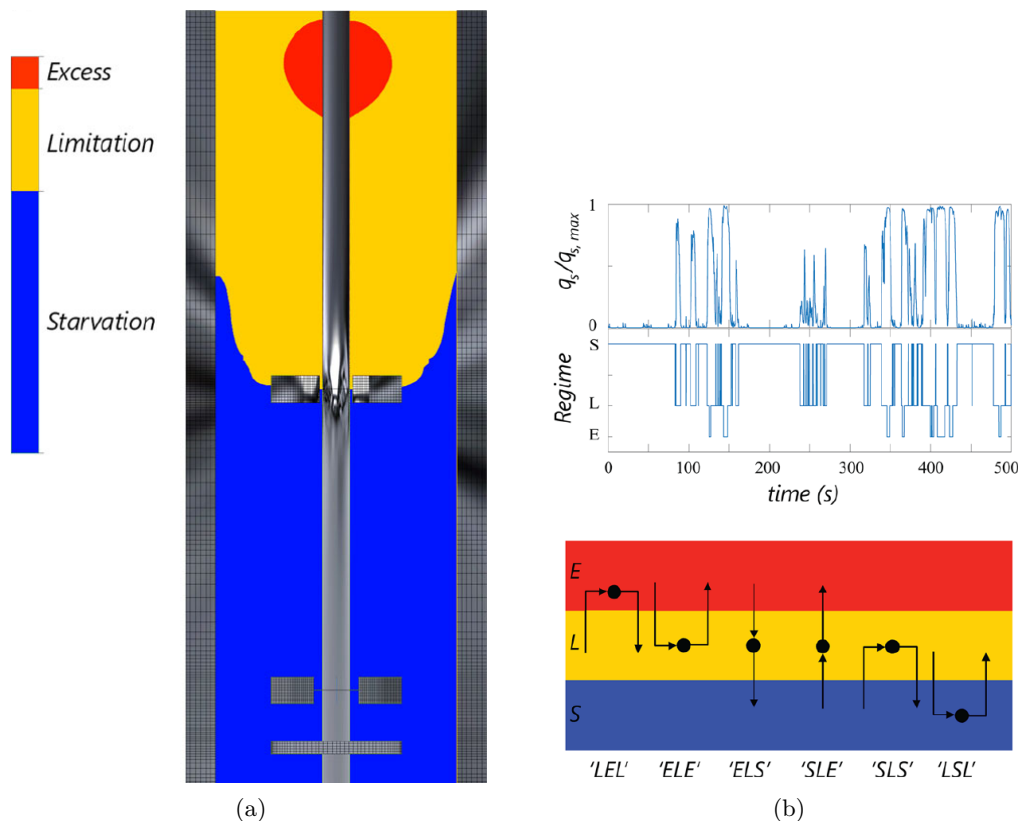 Excess
Limitation
Starvation
(a)
q_s/q_{s, max}
1
0
Regime
S
L
E
0 100 200 300 400 500
time (s)
E
L
S
'LEL' 'ELE' 'ELS' 'SLE' 'SLS' 'LSL'
(b)